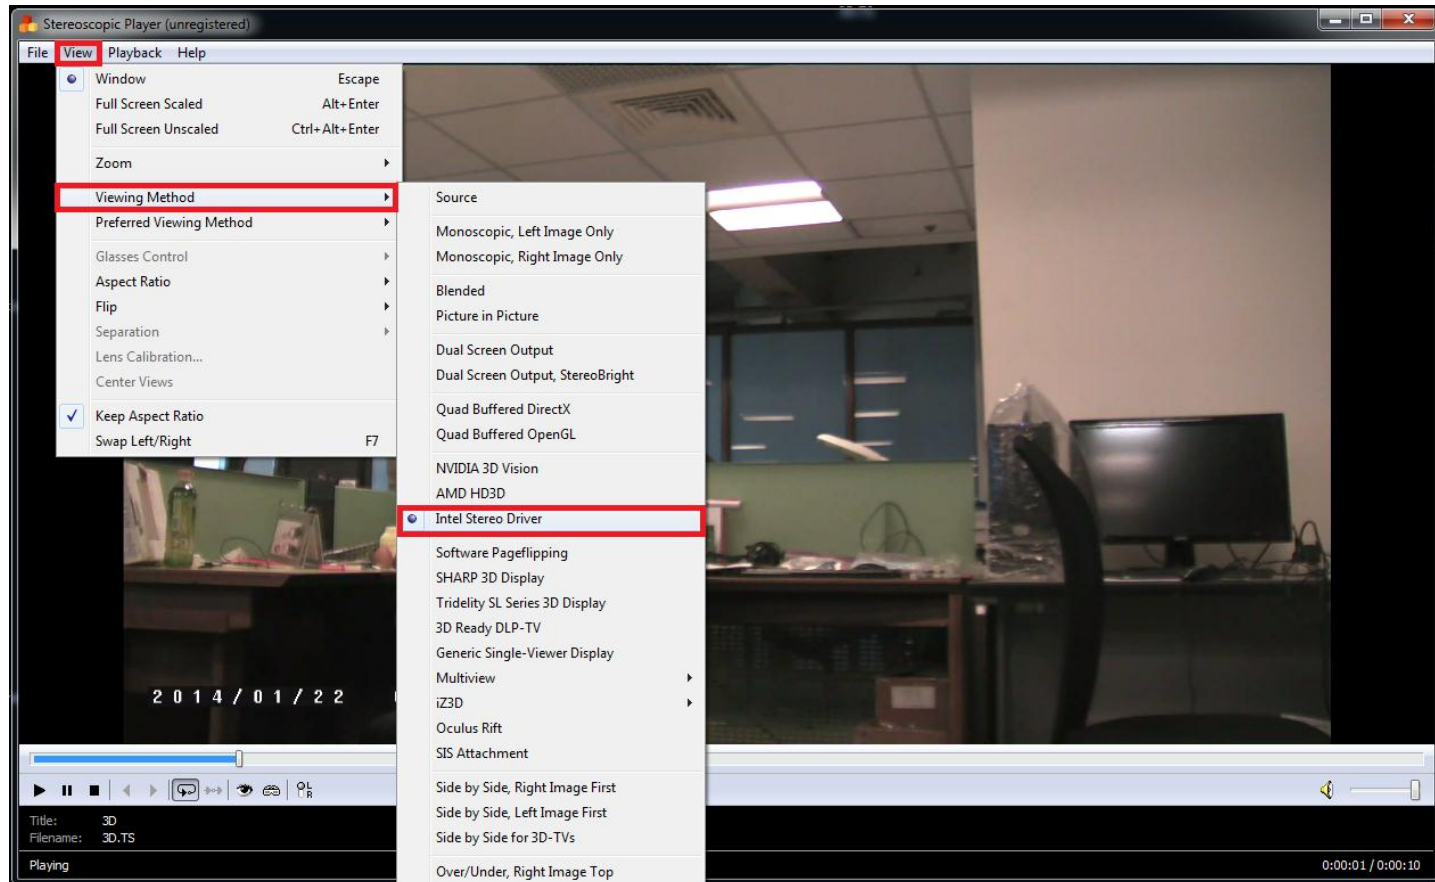 Stereoscopic Player (unregistered)
File View Playback Help
Window Escape
Full Screen Scaled Alt+Enter
Full Screen Unscaled Ctrl+Alt+Enter
Zoom
Viewing Method
Preferred Viewing Method
Glasses Control
Aspect Ratio
Flip
Separation
Lens Calibration...
Center Views
Keep Aspect Ratio
Swap Left/Right F7
Source
Monoscopic, Left Image Only
Monoscopic, Right Image Only
Blended
Picture in Picture
Dual Screen Output
Dual Screen Output, StereoBright
Quad Buffered DirectX
Quad Buffered OpenGL
NVIDIA 3D Vision
AMD HD3D
Intel Stereo Driver
Software Pageflipping
SHARP 3D Display
Tridelity SL Series 3D Display
3D Ready DLP-TV
Generic Single-Viewer Display
Multiview
iZ3D
Oculus Rift
SIS Attachment
Side by Side, Right Image First
Side by Side, Left Image First
Side by Side for 3D-TVs
Over/Under, Right Image Top
2014/01/22
L
R
Title: 3D
Filename: 3D.TS
Playing 0:00:01 / 0:00:10